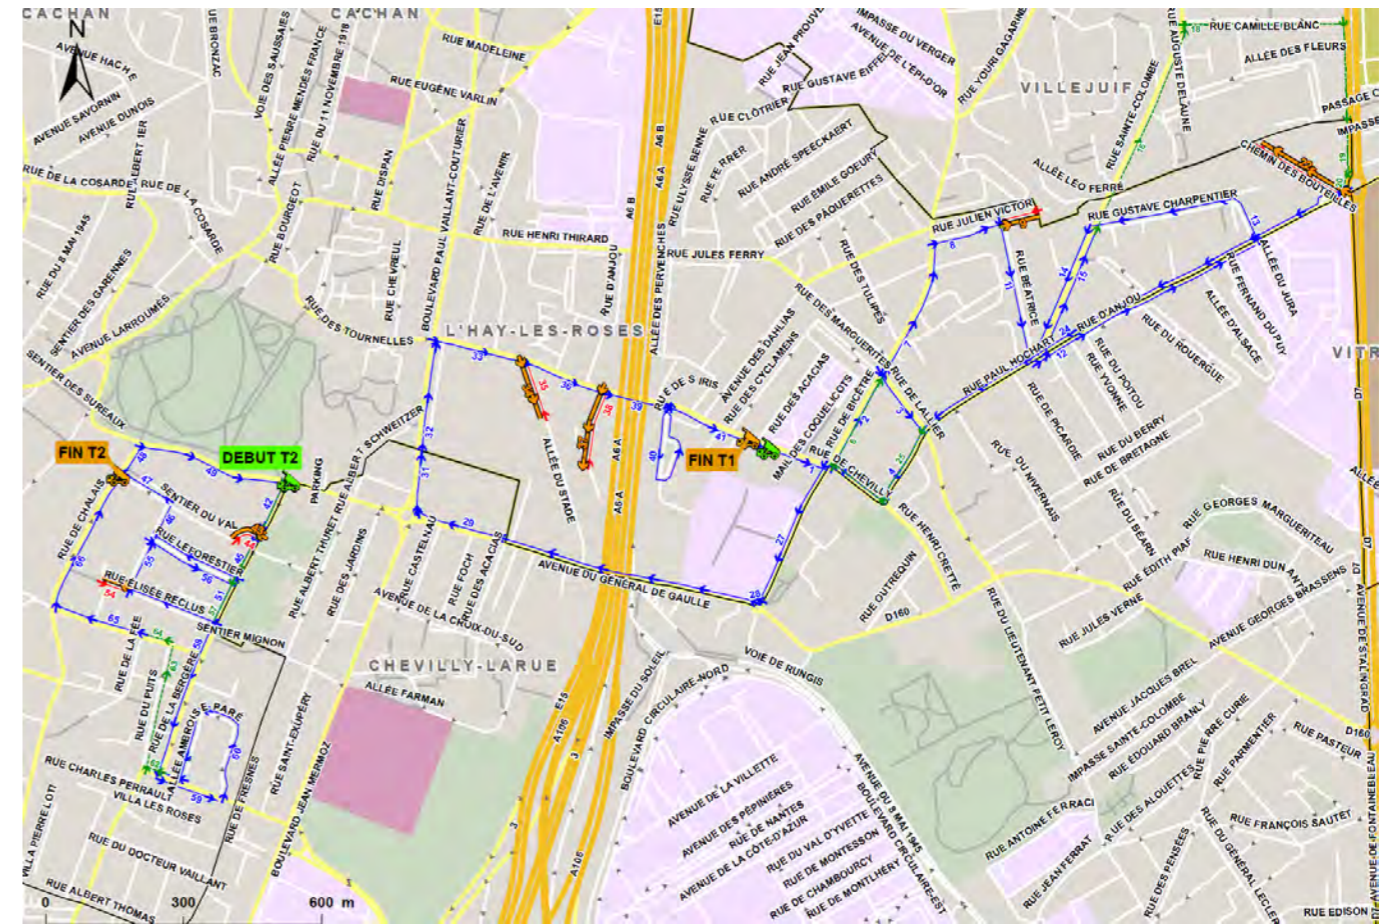 CACHAN
CACHAN
N
AVENUE HACHE
AVENUE SAVORNIN
AVENUE DUNOIS
RUE BRONZAC
VOIE DES SAUSSAIES
ALLÉE PIERRE MENDÈS FRANCE
RUE DU 11 NOVEMBRE 1918
RUE MADELEINE
RUE EUGÈNE VARLIN
RUE DISPAN
RUE DE L'AVENIR
BOULEVARD PAUL VAILLANT-COUTURIER
E15
A6 B
A6 A
RUE ULYSSE BENNE
RUE CLÔTRIER
RUE FERRER
RUE JEAN PROUVÉ
RUE GUSTAVE EIFFEL
IMPASSE DU VERGER
AVENUE DE L'ÉPI-D'OR
RUE YOURI GAGARINE
VILLEJUIF
RUE AUGUSTE DELAUNE
RUE SAINTE-COLOMBE
RUE CAMILLE BLANC
ALLÉE DES FLEURS
CHEMIN DES BOUTEILLES
RUE ANDRÉ SPEECKAERT
RUE EMILE GOEURY
RUE DES PÂQUERETTES
RUE DES TULIPES
ALLÉE LEO FERRÉ
RUE JULIEN VICTOR
RUE GUSTAVE CHARPENTIER
RUE DE LA COSARDE
RUE DE LA COSARDE
RUE BOURGEOT
RUE DU 8 MAI 1945
SENTIER DES GARENNES
AVENUE LARROUMÈS
SENTIER DES SUREAUX
RUE CHEVREUL
RUE DES TOURNELLES
RUE HENRI THIRARD
RUE D'ANJOU
RUE JULES FERRY
ALLÉE DES PERVENCHES
L'HAY-LES-ROSES
RUE DES MARGUERITES
AVENUE DES DAHLIAS
RUE DES CYCLAMENS
RUE DES ACACIAS
MAIL DES COQUELICOTS
RUE DE BICÊTRE
RUE DE LALLIER
RUE DE CHEVILLY
RUE BÉATRICE
RUE PAUL HOCHART
RUE D'ANJOU
RUE FERNAND DU PUY
ALLÉE DU JURA
ALLÉE D'ALSACE
RUE DU ROUERGUE
RUE DU POITOU
RUE YVONNE
RUE DE PICARDIE
RUE DU BERRY
RUE DE BRETAGNE
RUE DU NIVERNAIS
RUE DU BÉARN
RUE GEORGES MARGUERITEAU
RUE ÉDITH PIAF
RUE HENRI DUNANT
FIN T2
DEBUT T2
FIN T1
PARKING
RUE ALBERT SCHWEITZER
RUE ALBERT THURET
RUE DES JARDINS
SENTIER DU VAL
RUE DE CHALAIS
RUE LEFORESTIER
RUE ELISÉE RECLUS
SENTIER MIGNON
RUE CASTELNAU
RUE FOCH
RUE DES ACACIAS
ALLÉE DU STADE
AVENUE DE LA CROIX-DU-SUD
AVENUE DU GÉNÉRAL DE GAULLE
RUE HENRI CRETTÉ
RUE OUTREQUIN
D160
RUE DU LIEUTENANT PETIT LEROY
RUE JULES VERNE
AVENUE GEORGES BRASSENS
AVENUE JACQUES BREL
D7
AVENUE DE STALINGRAD
CHEVILLY-LARUE
ALLÉE FARMAN
RUE DE LA FÉE
RUE DU PUITS
RUE DE LA BERGÈRE
ALLÉE AMBROISE PARÉ
RUE CHARLES PERRAULT
VILLA LES ROSES
RUE DE FRESNES
RUE SAINT-EXUPÉRY
BOULEVARD JEAN MERMOZ
VILLA PIERRE LOTI
RUE DU DOCTEUR VAILLANT
RUE ALBERT THOMAS
E15
A106
IMPASSE DU SOLEIL
BOULEVARD CIRCULAIRE-NORD
VOIE DE RUNGIS
AVENUE DE LA VILLETTE
AVENUE DES PÉPINIÈRES
RUE DE NANTES
AVENUE DE LA CÔTE-D'AZUR
RUE DU VAL D'YVETTE
RUE DE MONTESSON
RUE DE CHAMBOURCY
RUE DE MONTLHÉRY
AVENUE DU 8 MAI 1945
BOULEVARD CIRCULAIRE-EST
IMPASSE SAINTE-COLOMBE
RUE ÉDOUARD BRANLY
RUE PIERRE CURIE
RUE PARMENTIER
RUE PASTEUR
D160
RUE ANTOINE FERRACI
RUE DES ALOUETTES
RUE JEAN FERRAT
RUE DES PENSÉES
RUE DU GÉNÉRAL LECLERC
RUE FRANÇOIS SAUTET
RUE EDISON
AVENUE-DE-FONTAINEBLEAU
0 300 600 m